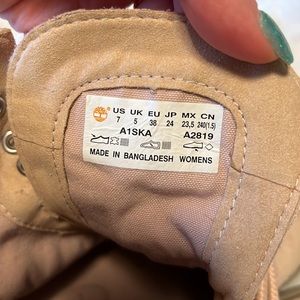 US UK EU JP MX CN
7 5 38 24 23,5 240(1.5)
A1SKA A2819
MADE IN BANGLADESH WOMENS